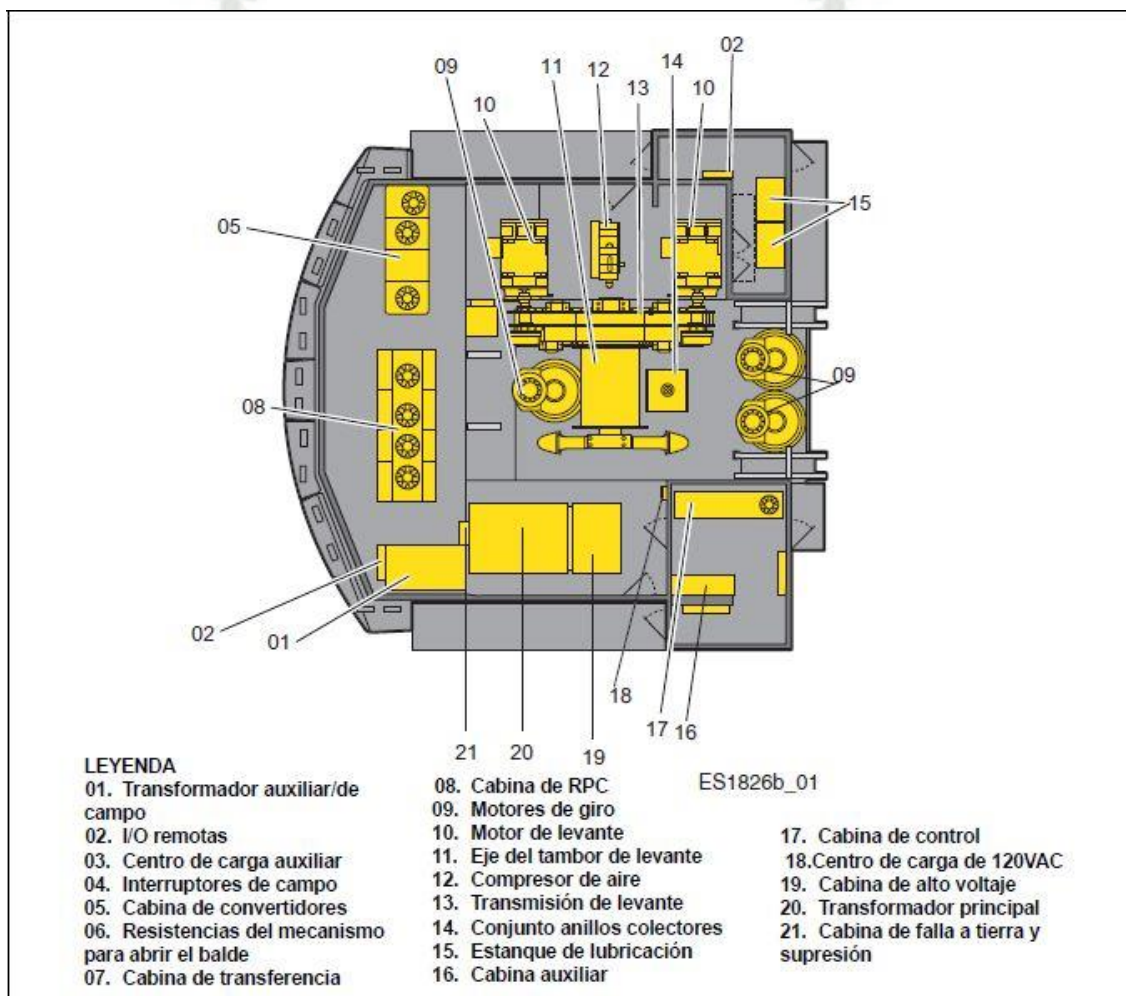 02
14
11
12
09
13
10
10
05
15
08
09
02
01
18
17
16
21
20
19
LEYENDA
01. Transformador auxiliar/de
campo
02. I/O remotas
03. Centro de carga auxiliar
04. Interruptores de campo
05. Cabina de convertidores
06. Resistencias del mecanismo
para abrir el balde
07. Cabina de transferencia
08. Cabina de RPC
09. Motores de giro
10. Motor de levante
11. Eje del tambor de levante
12. Compresor de aire
13. Transmisión de levante
14. Conjunto anillos colectores
15. Estanque de lubricación
16. Cabina auxiliar
ES1826b_01
17. Cabina de control
18.Centro de carga de 120VAC
19. Cabina de alto voltaje
20. Transformador principal
21. Cabina de falla a tierra y
supresión